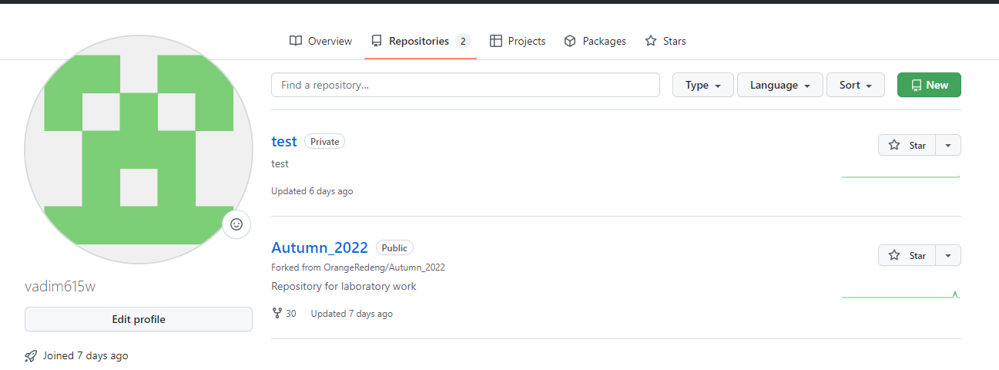 Overview Repositories 2 Projects Packages Stars
Find a repository... Type Language Sort New
test Private Star
test
Updated 6 days ago
Autumn_2022 Public Star
Forked from OrangeRedeng/Autumn_2022
Repository for laboratory work
30 Updated 7 days ago
vadim615w
Edit profile
Joined 7 days ago